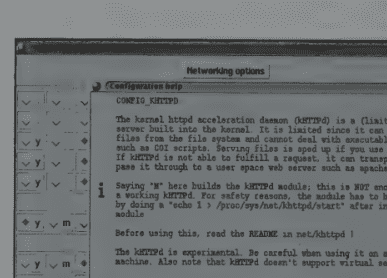 Networking options
Configuration help
CONFIG_KHTTPD
The kernel httpd acceleration daemon (kHTTPd) is a (limit
server built into the kernel. It is limited since it can
files from the file system and cannot deal with executabl
such as CGI scripts. Serving files is sped up if you use
If kHTTPd is not able to fulfill a request, it can transp
pass it through to a user space web server such as apache
y
y
y
y
i
Saying "M" here builds the kHTTPd module; this is NOT eno
a working kHTTPd. For safety reasons, the module has to b
by doing a "echo 1 > /proc/sys/net/khttpd/start" after in
module
y m
Before using this, read the README in net/khttpd !
The kHTTPd is experimental. Be careful when using it on a
machine. Also note that kHTTPd doesn't support virtual se
y m